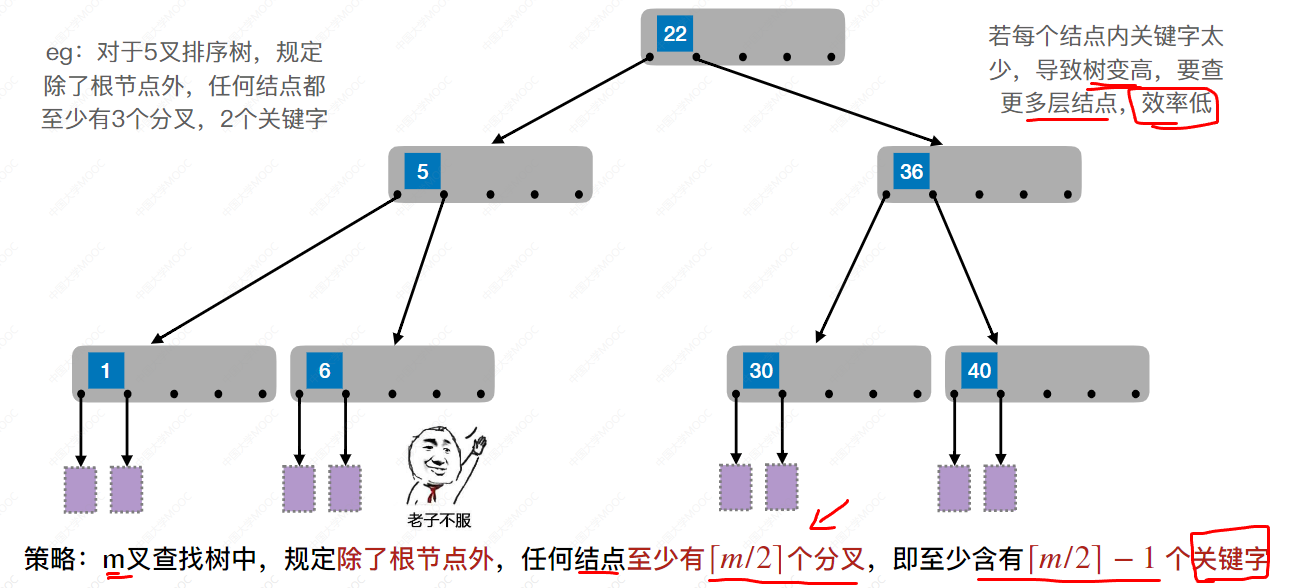 eg：对于5叉排序树，规定
除了根节点外，任何结点都
至少有3个分叉，2个关键字
22
若每个结点内关键字太
少，导致树变高，要查
更多层结点，效率低
5
36
1
6
30
40
老子不服
策略：m叉查找树中，规定除了根节点外，任何结点至少有⌈m/2⌉个分叉，即至少含有⌈m/2⌉ − 1 个关键字